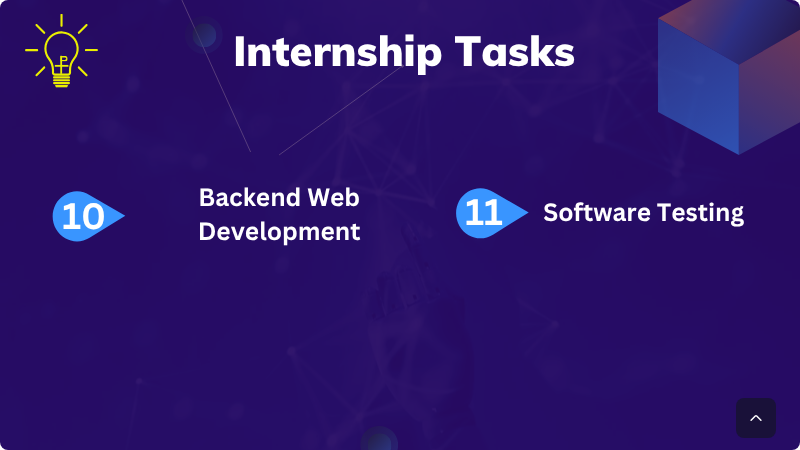 Internship Tasks
10
Backend Web
Development
11
Software Testing